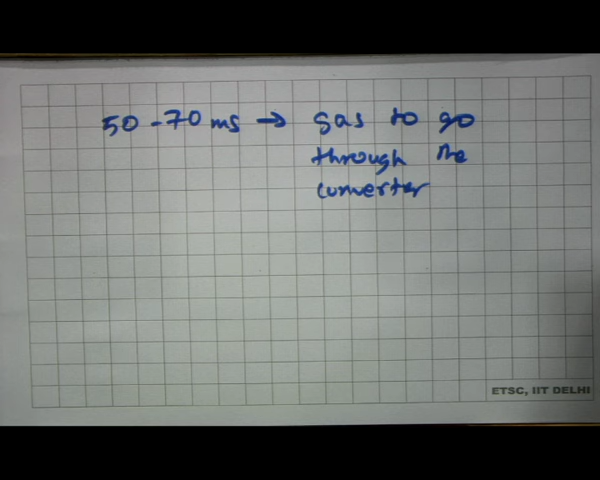 50-70 ms → gas to go
through the
converter
ETSC, IIT DELHI